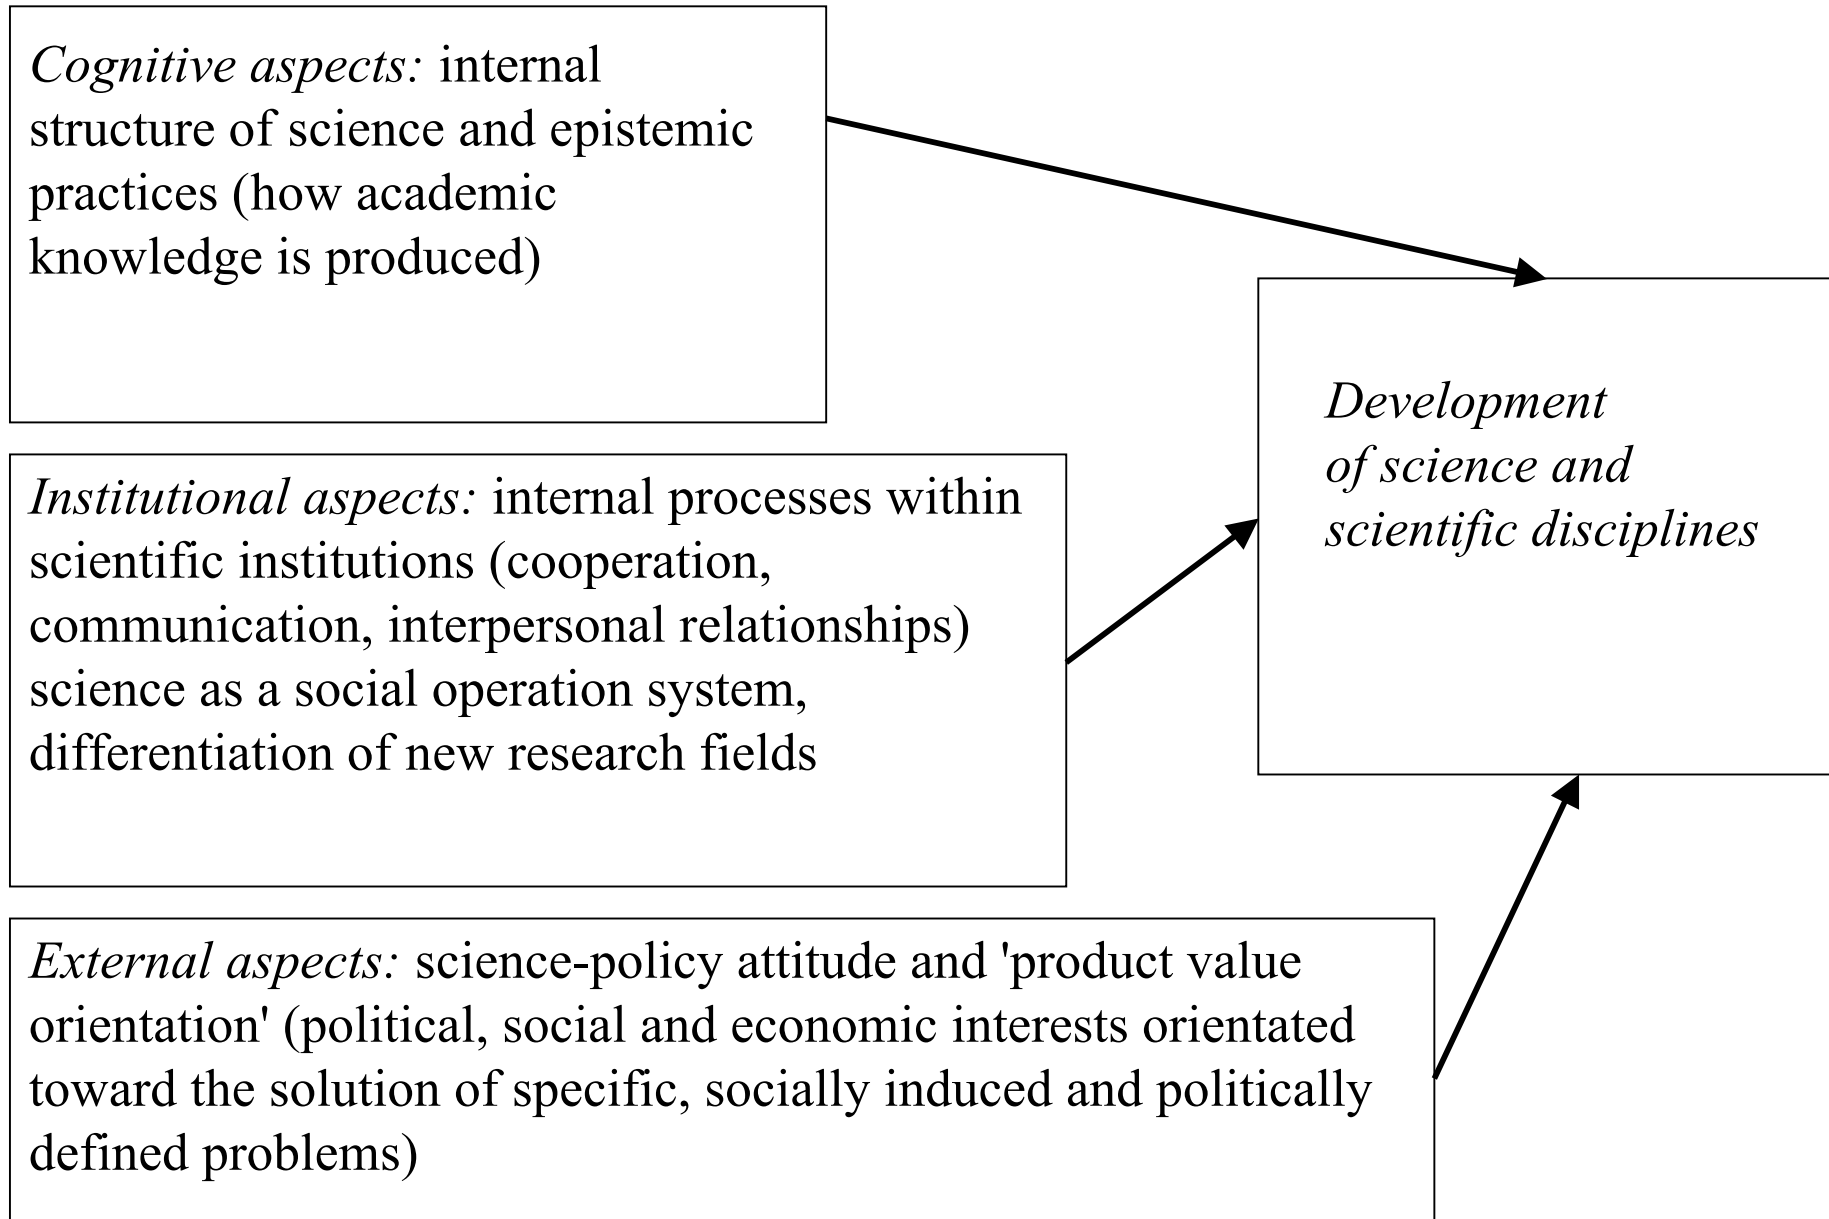 Cognitive aspects: internal
structure of science and epistemic
practices (how academic
knowledge is produced)
Development
of science and
scientific disciplines
Institutional aspects: internal processes within
scientific institutions (cooperation,
communication, interpersonal relationships)
science as a social operation system,
differentiation of new research fields
External aspects: science-policy attitude and 'product value
orientation' (political, social and economic interests orientated
toward the solution of specific, socially induced and politically
defined problems)